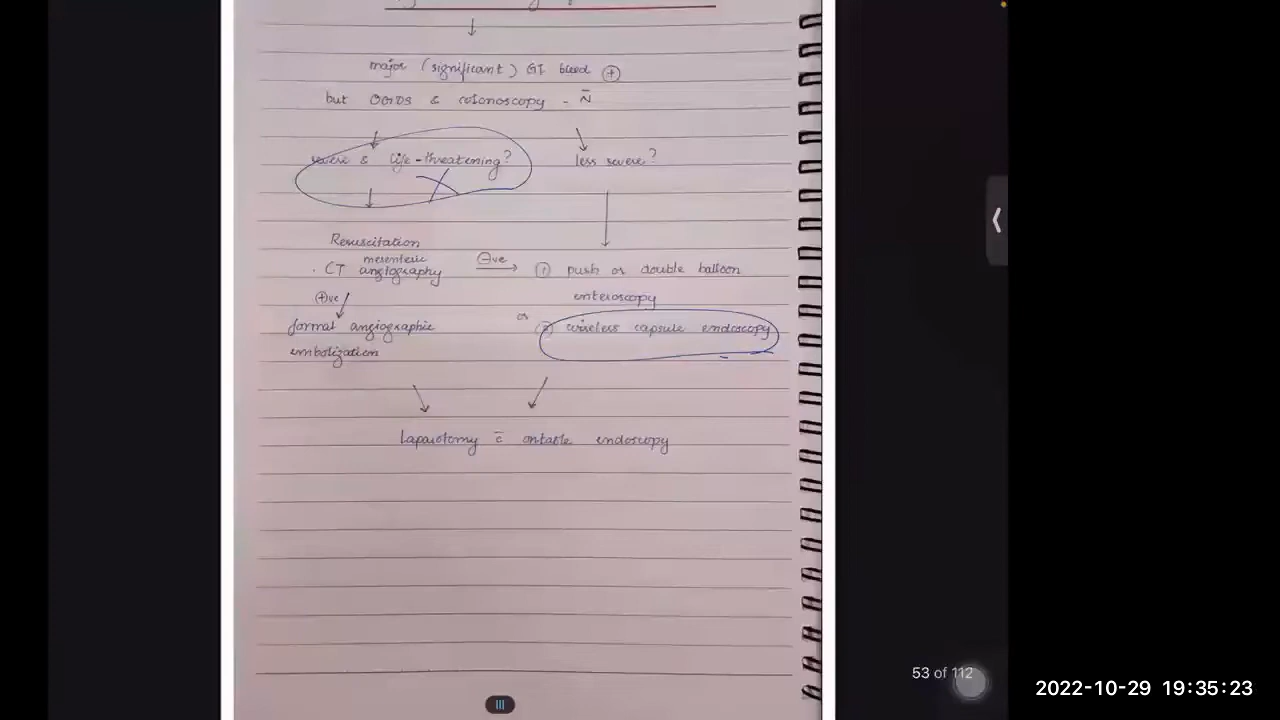 major (significant) GI bleed ⊕
but OGDS & colonoscopy - N̄
severe & life-threatening?
less severe?
Resuscitation
. CT mesenteric angiography
⊖ve
① push or double balloon
enteroscopy
⊕ve
formal angiographic
embolization
or
② wireless capsule endoscopy
Laparotomy c̄ ontable endoscopy
53 of 112
2022-10-29 19:35:23